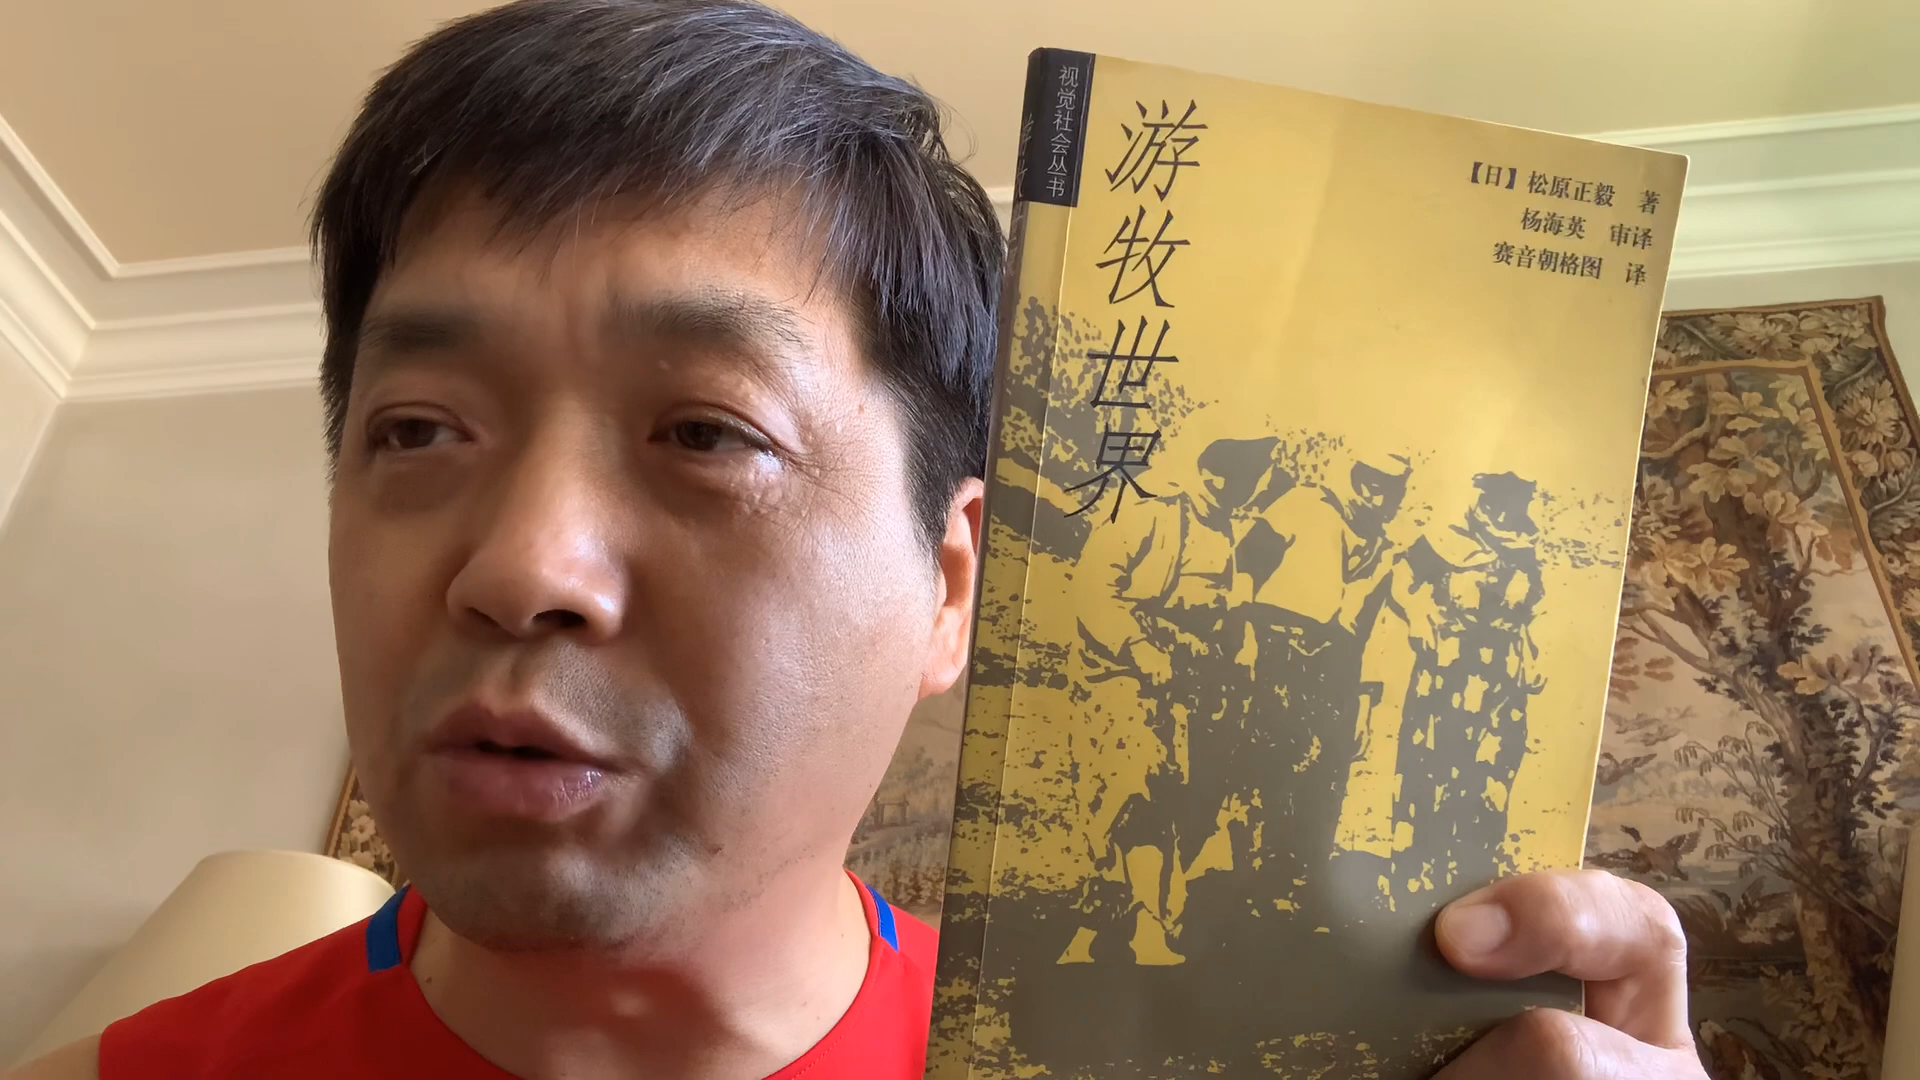 视觉社会丛书
游牧世界
【日】松原正毅 著
杨海英 审译
赛音朝格图 译